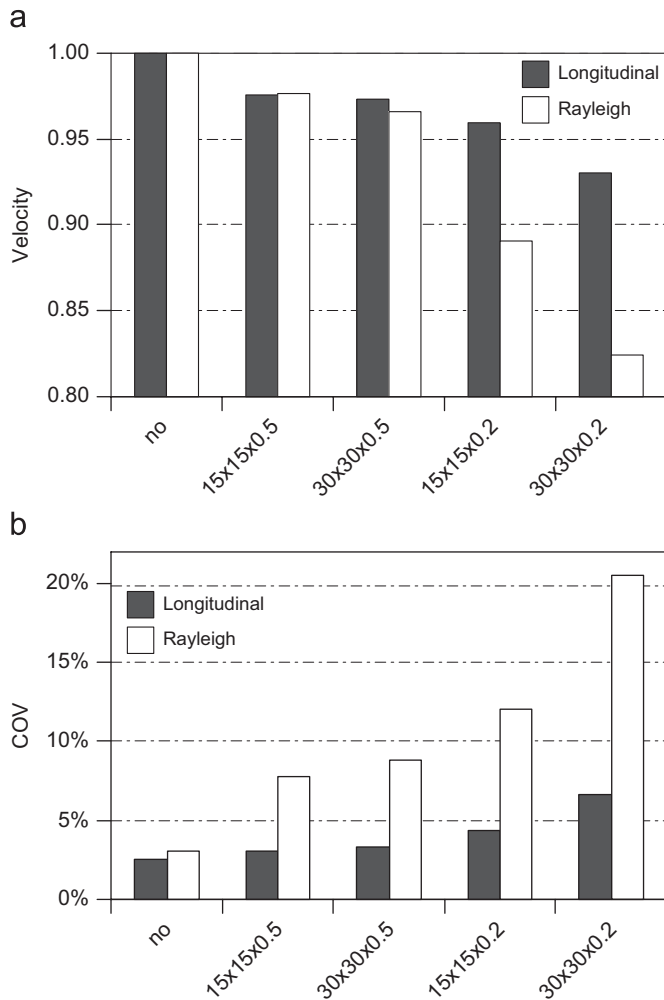 a
1.00
0.95
0.90
0.85
0.80
Velocity
Longitudinal
Rayleigh
no
15x15x0.5
30x30x0.5
15x15x0.2
30x30x0.2
b
20%
15%
10%
5%
0%
COV
Longitudinal
Rayleigh
no
15x15x0.5
30x30x0.5
15x15x0.2
30x30x0.2